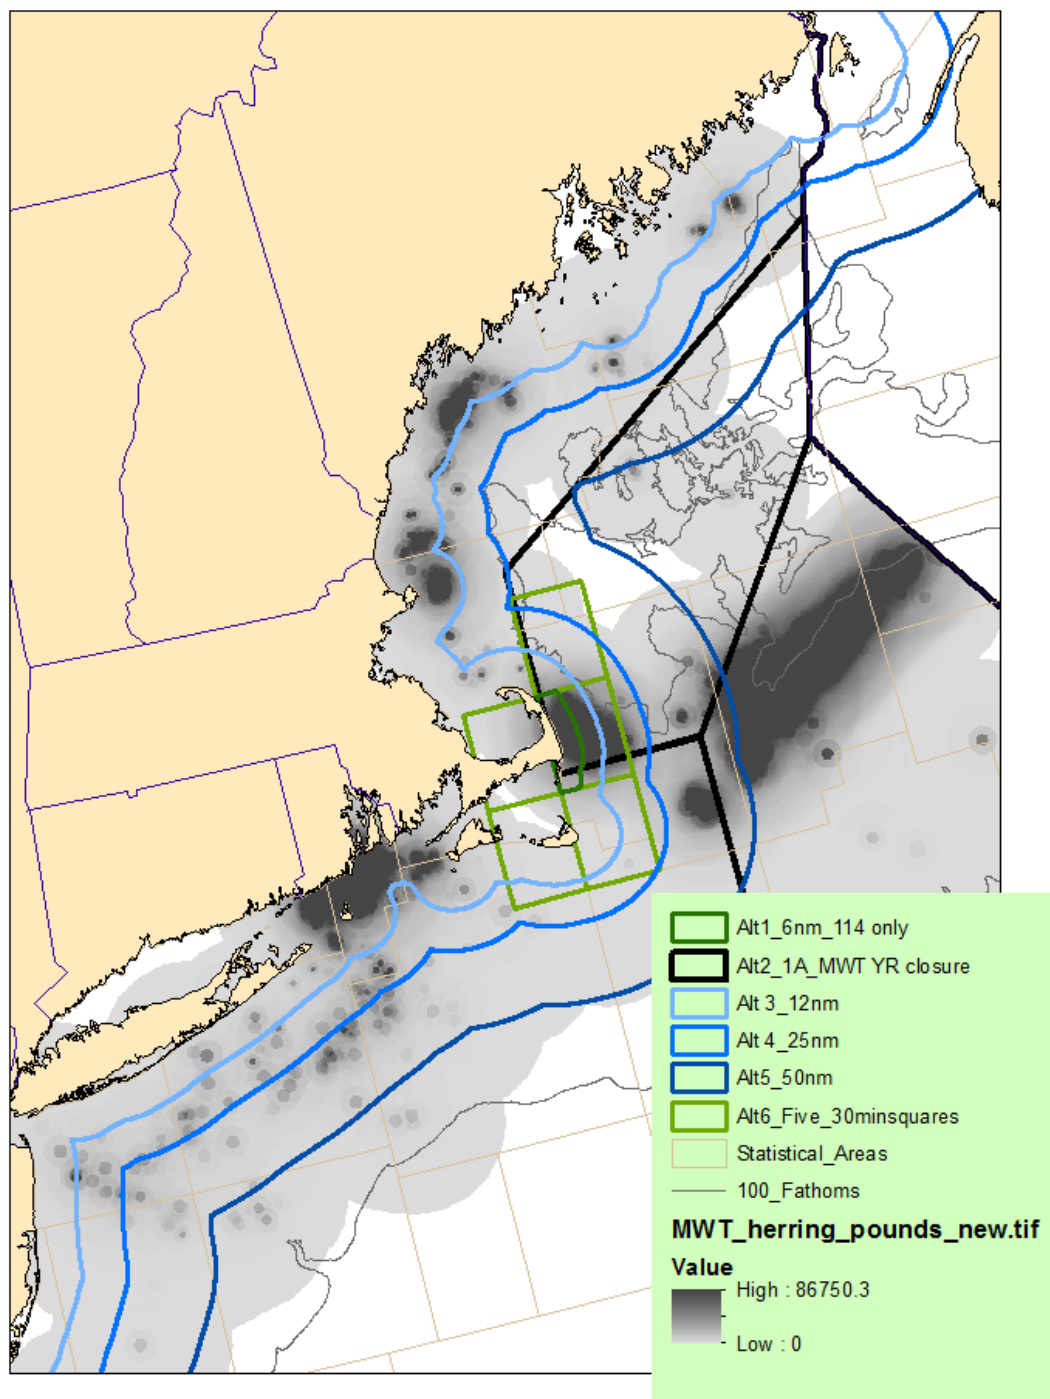 Alt1_6nm_114 only
Alt2_1A_MWT YR closure
Alt 3_12nm
Alt 4_25nm
Alt5_50nm
Alt6_Five_30minsquares
Statistical_Areas
100_Fathoms
MWT_herring_pounds_new.tif
Value
High : 86750.3
Low : 0